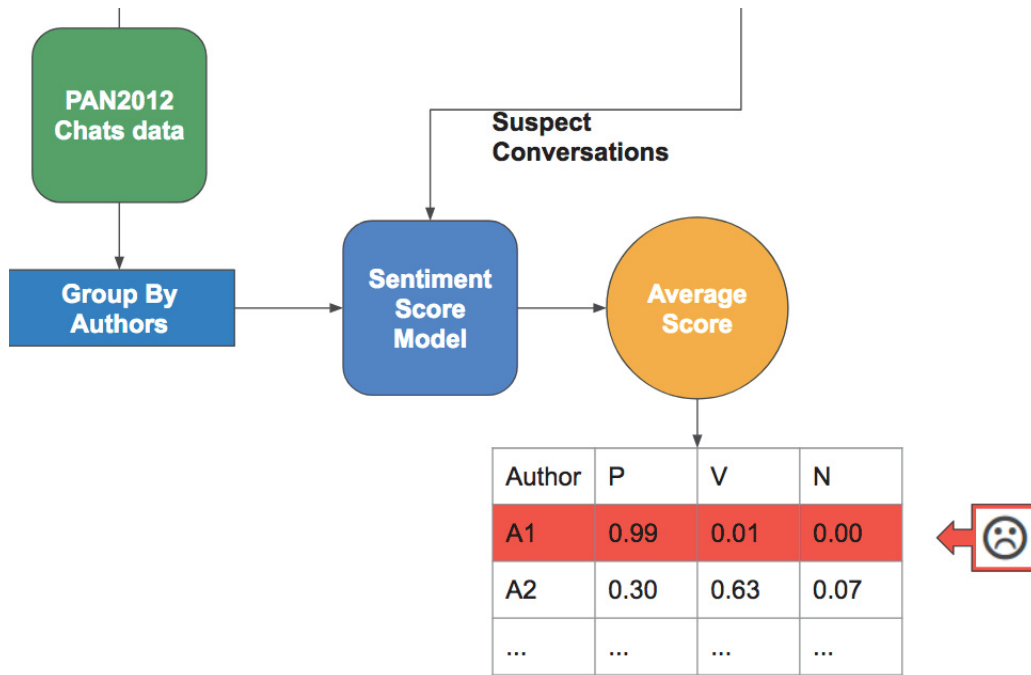 PAN2012
Chats data
Suspect
Conversations
Group By
Authors
Sentiment
Score
Model
Average
Score
Author P V N
A1 0.99 0.01 0.00
A2 0.30 0.63 0.07
... ... ... ...